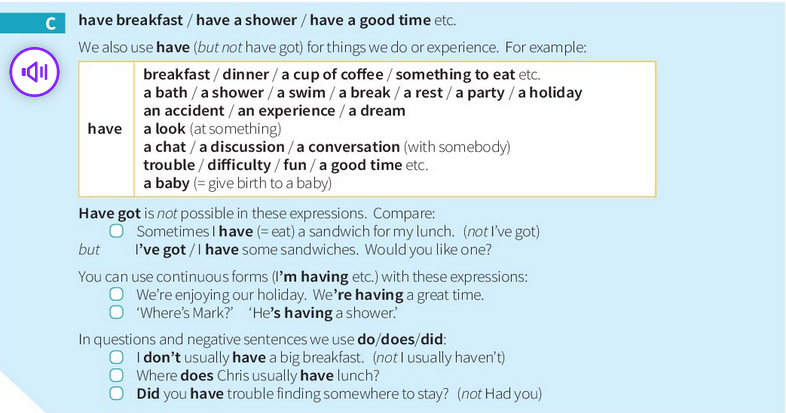 C have breakfast / have a shower / have a good time etc.
We also use have (but not have got) for things we do or experience. For example:
breakfast / dinner / a cup of coffee / something to eat etc.
a bath / a shower / a swim / a break / a rest / a party / a holiday
an accident / an experience / a dream
have a look (at something)
a chat / a discussion / a conversation (with somebody)
trouble / difficulty / fun / a good time etc.
a baby (= give birth to a baby)
Have got is not possible in these expressions. Compare:
Sometimes I have (= eat) a sandwich for my lunch. (not I've got)
but I've got / I have some sandwiches. Would you like one?
You can use continuous forms (I'm having etc.) with these expressions:
We're enjoying our holiday. We're having a great time.
'Where's Mark?' 'He's having a shower.'
In questions and negative sentences we use do/does/did:
I don't usually have a big breakfast. (not I usually haven't)
Where does Chris usually have lunch?
Did you have trouble finding somewhere to stay? (not Had you)